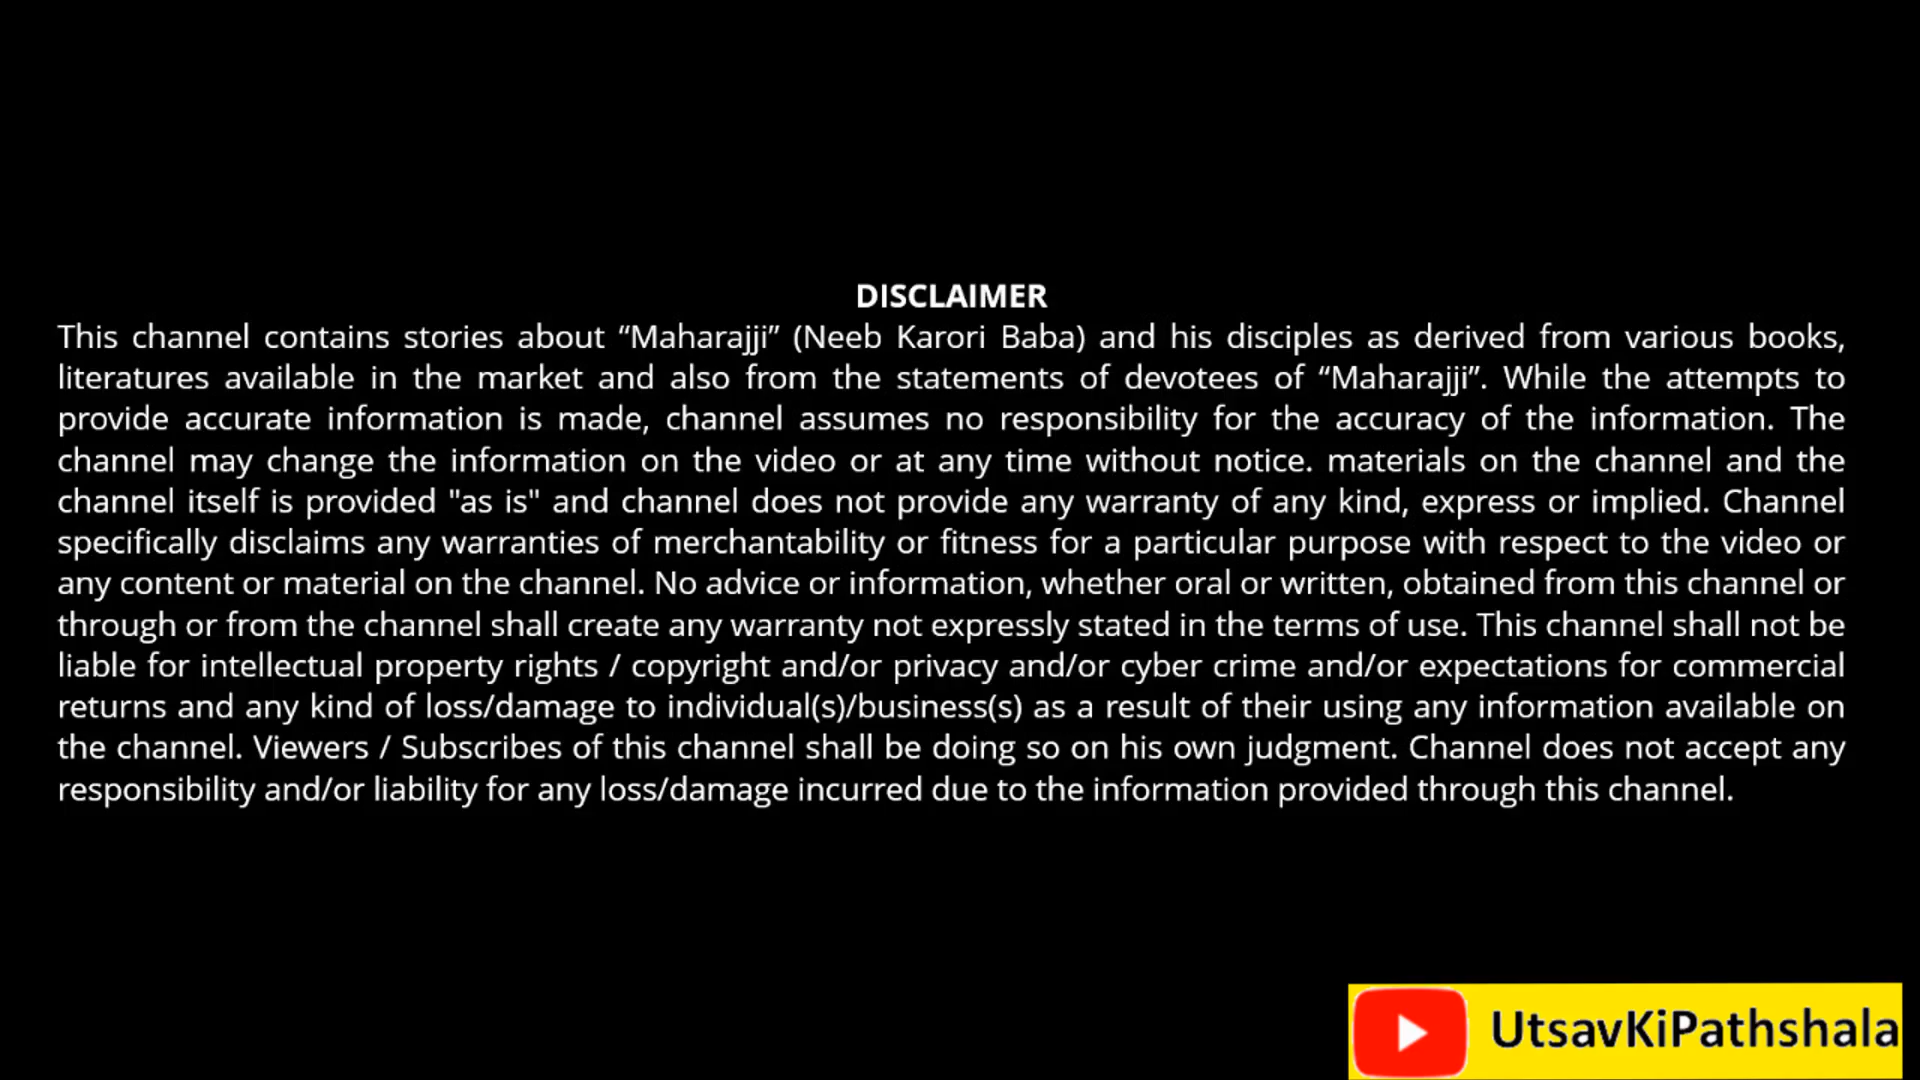 DISCLAIMER
This channel contains stories about “Maharajji” (Neeb Karori Baba) and his disciples as derived from various books,
literatures available in the market and also from the statements of devotees of “Maharajji”. While the attempts to
provide accurate information is made, channel assumes no responsibility for the accuracy of the information. The
channel may change the information on the video or at any time without notice. materials on the channel and the
channel itself is provided "as is" and channel does not provide any warranty of any kind, express or implied. Channel
specifically disclaims any warranties of merchantability or fitness for a particular purpose with respect to the video or
any content or material on the channel. No advice or information, whether oral or written, obtained from this channel or
through or from the channel shall create any warranty not expressly stated in the terms of use. This channel shall not be
liable for intellectual property rights / copyright and/or privacy and/or cyber crime and/or expectations for commercial
returns and any kind of loss/damage to individual(s)/business(s) as a result of their using any information available on
the channel. Viewers / Subscribes of this channel shall be doing so on his own judgment. Channel does not accept any
responsibility and/or liability for any loss/damage incurred due to the information provided through this channel.
UtsavKiPathshala